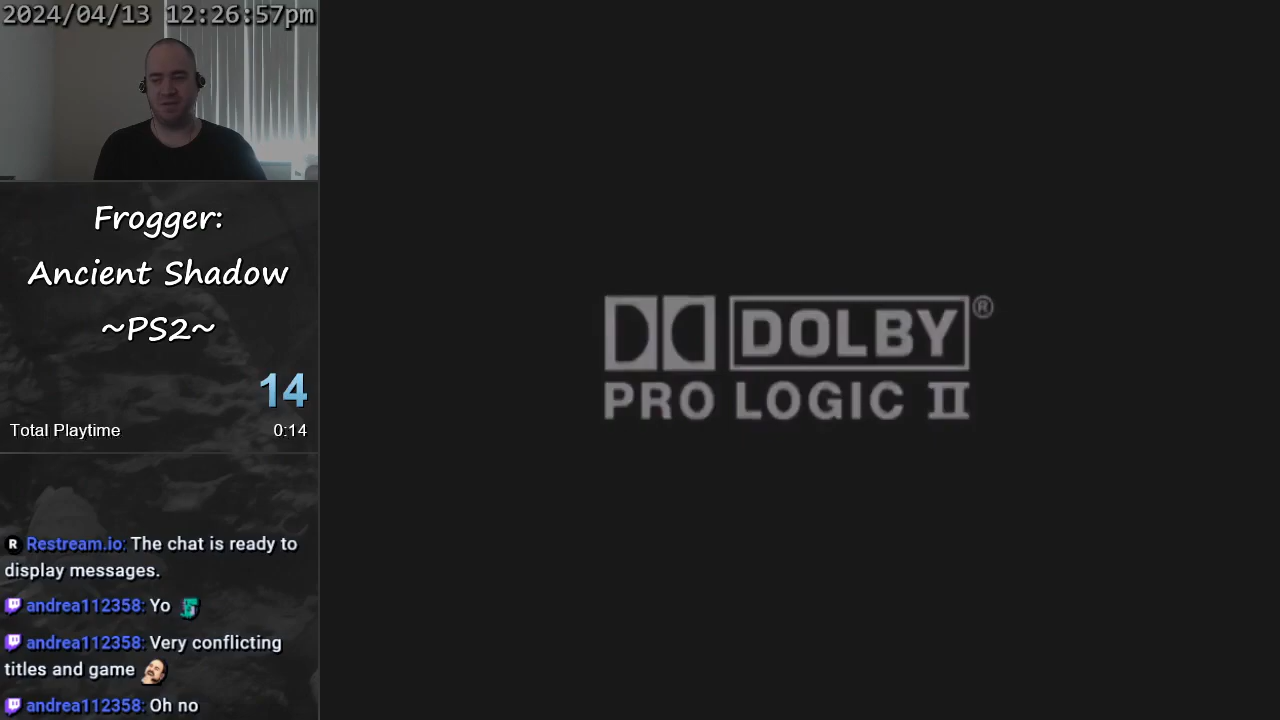 2024/04/13 12:26:57pm
Frogger:
Ancient Shadow
~PS2~
14
Total Playtime 0:14
R Restream.io: The chat is ready to
display messages.
andrea112358: Yo
andrea112358: Very conflicting
titles and game
andrea112358: Oh no
DOLBY®
PRO LOGIC II